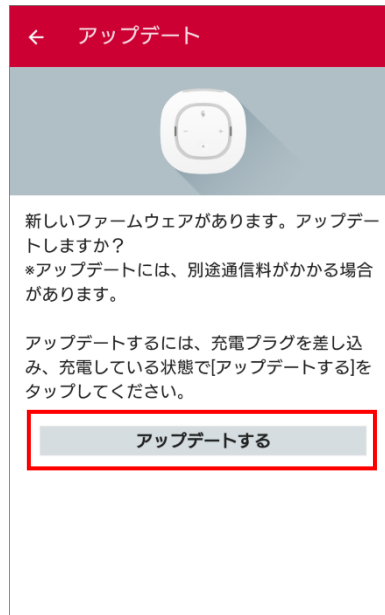 アップデート
新しいファームウェアがあります。アップデー
トしますか？
*アップデートには、別途通信料がかかる場合
があります。
アップデートするには、充電プラグを差し込
み、充電している状態で[アップデートする]を
タップしてください。
アップデートする